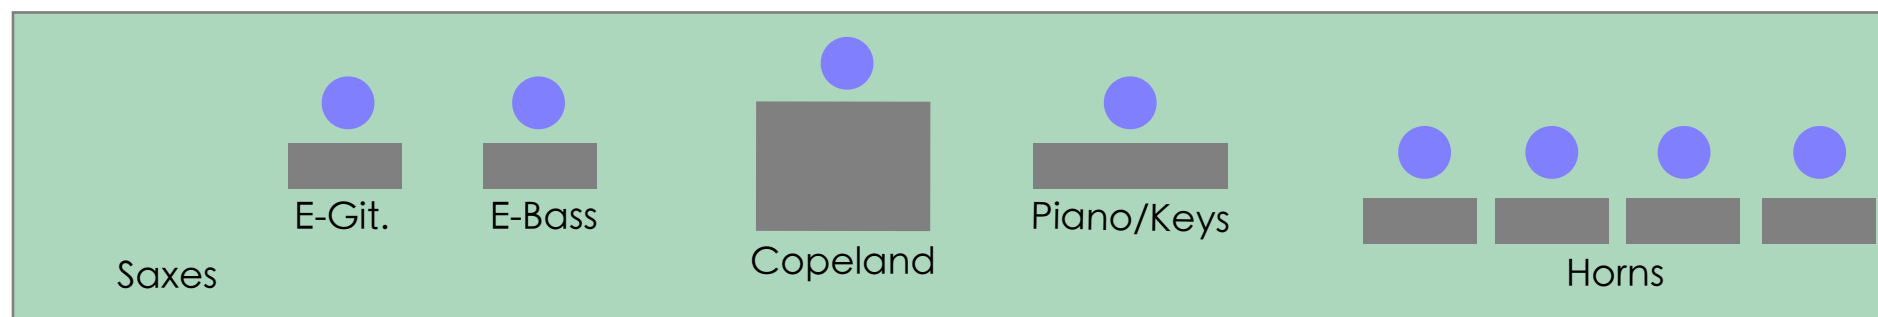 E-Git.
E-Bass
Copeland
Piano/Keys
Saxes
Horns